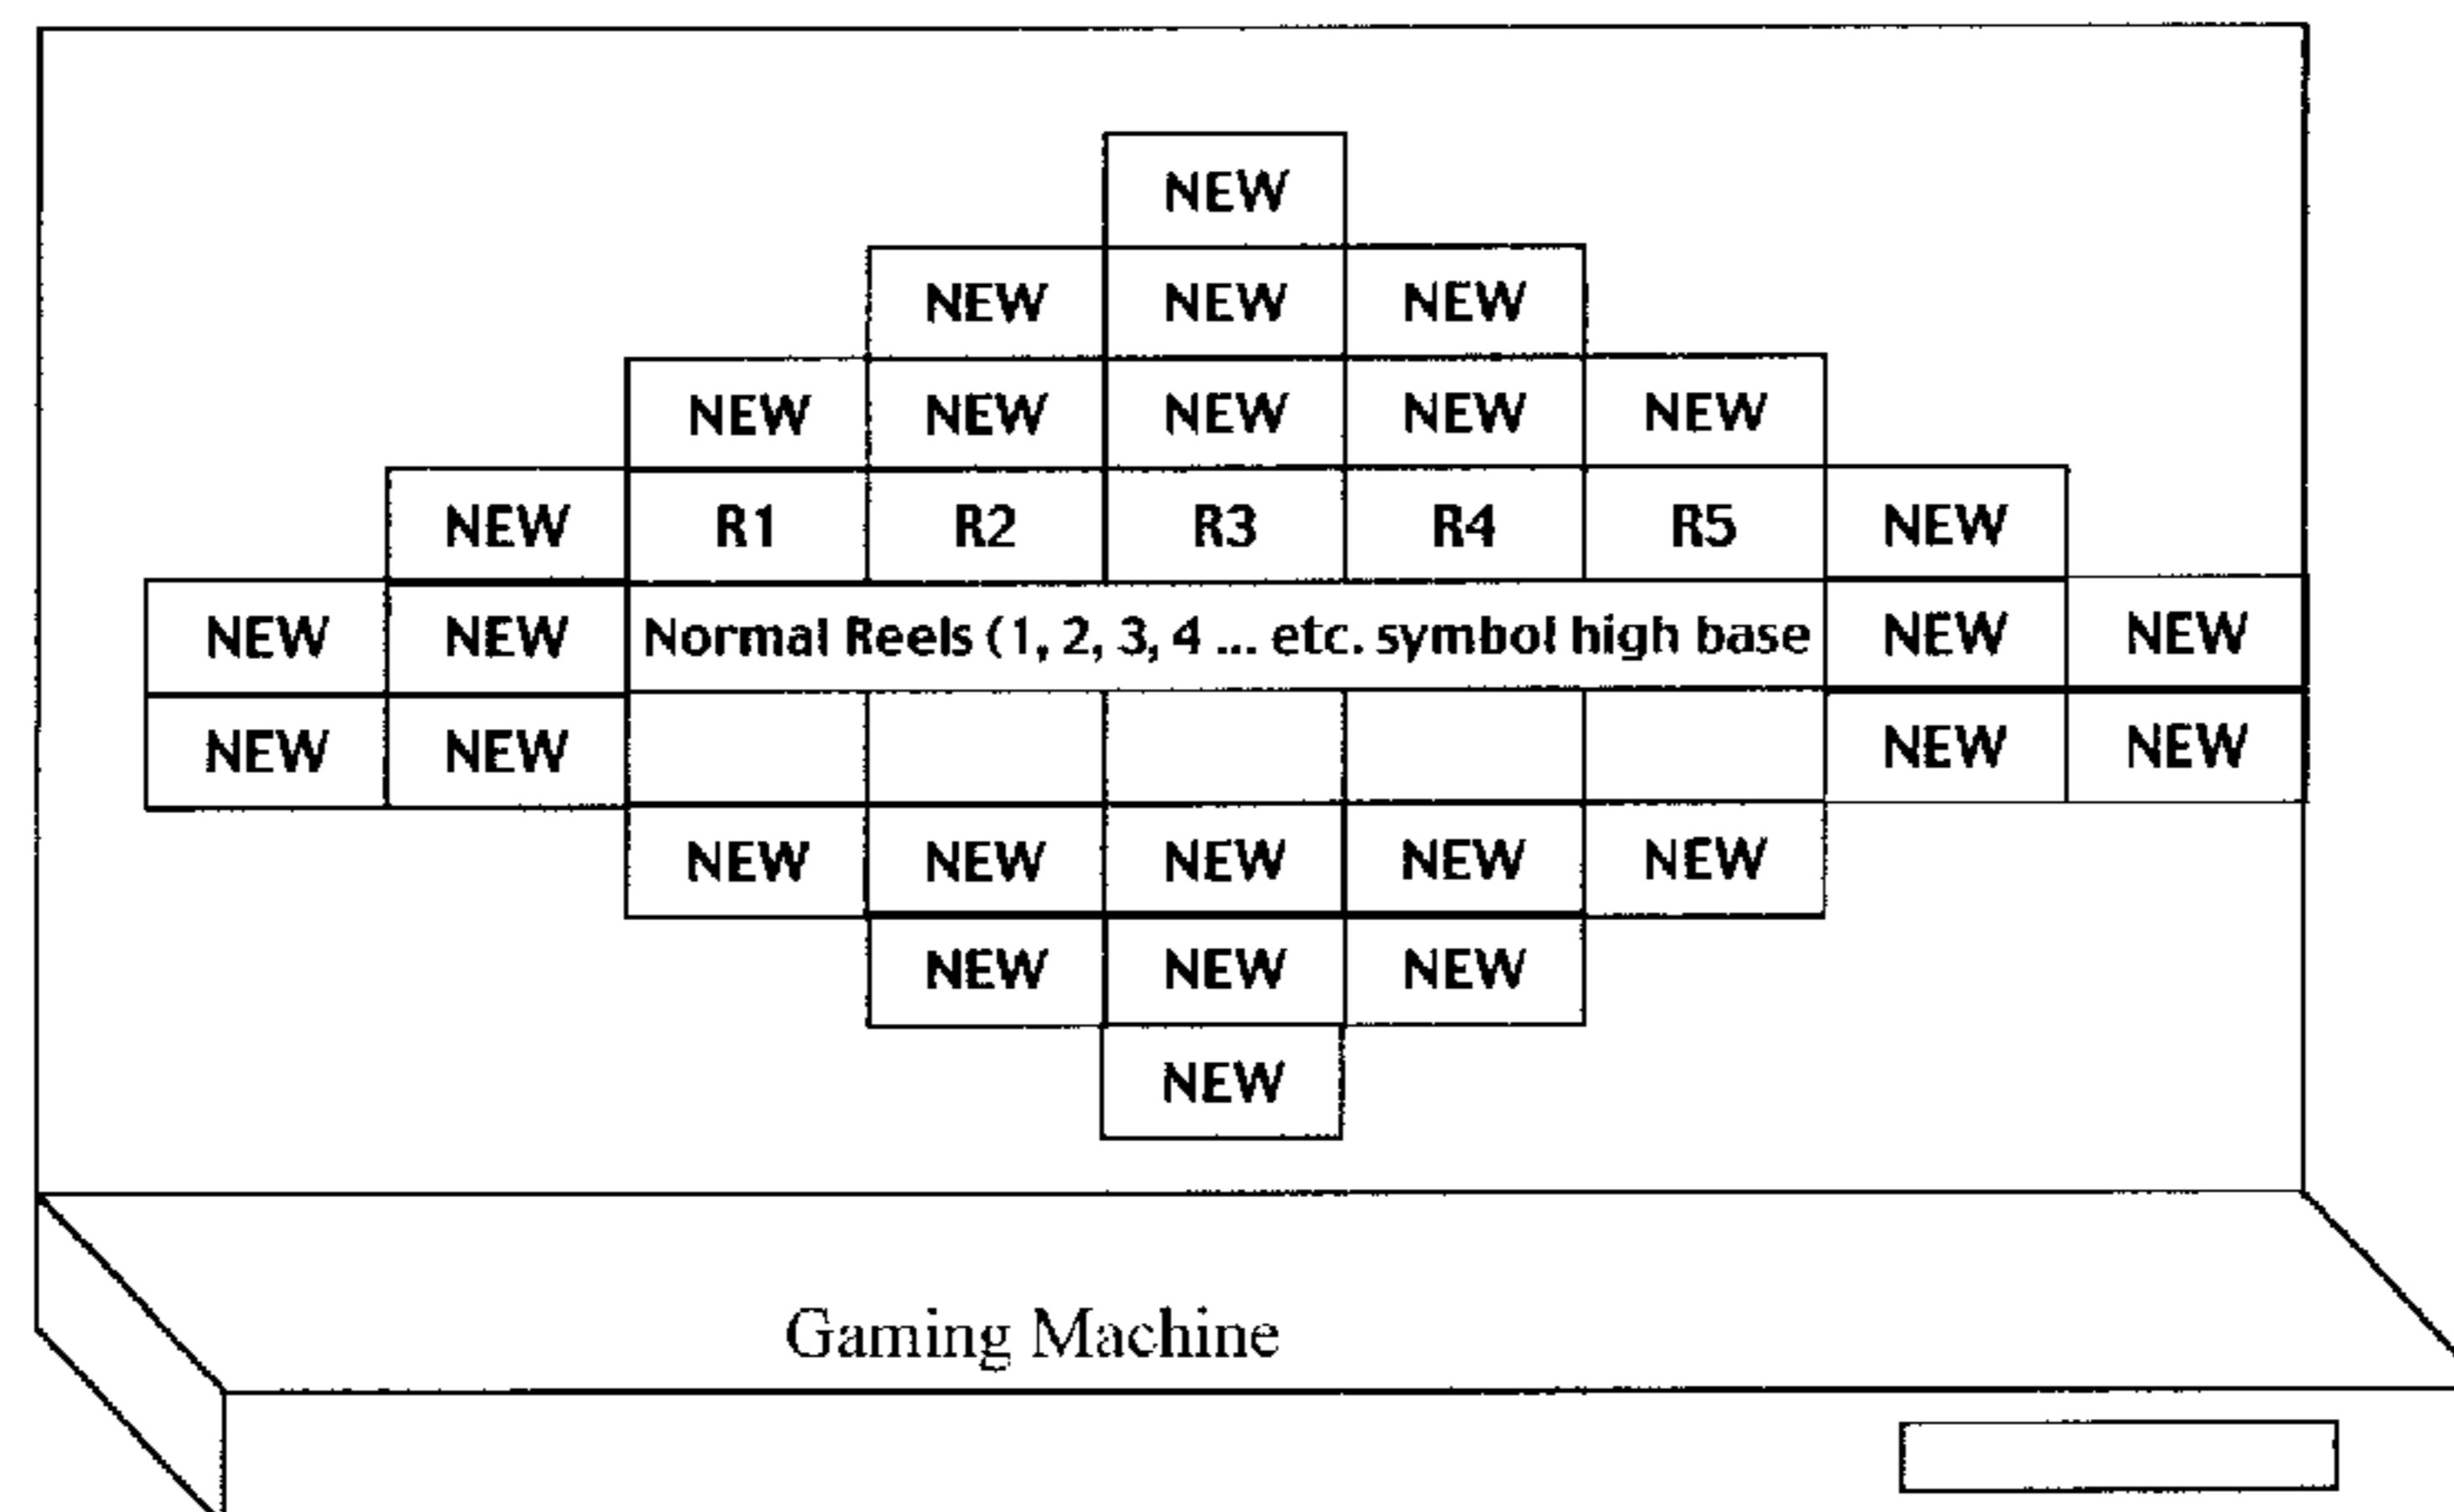 NEW
NEW NEW NEW
NEW NEW NEW NEW NEW
NEW R1 R2 R3 R4 R5 NEW
NEW NEW Normal Reels (1, 2, 3, 4 ... etc. symbol high base NEW NEW
NEW NEW NEW NEW
NEW NEW NEW NEW NEW
NEW NEW NEW
NEW
Gaming Machine